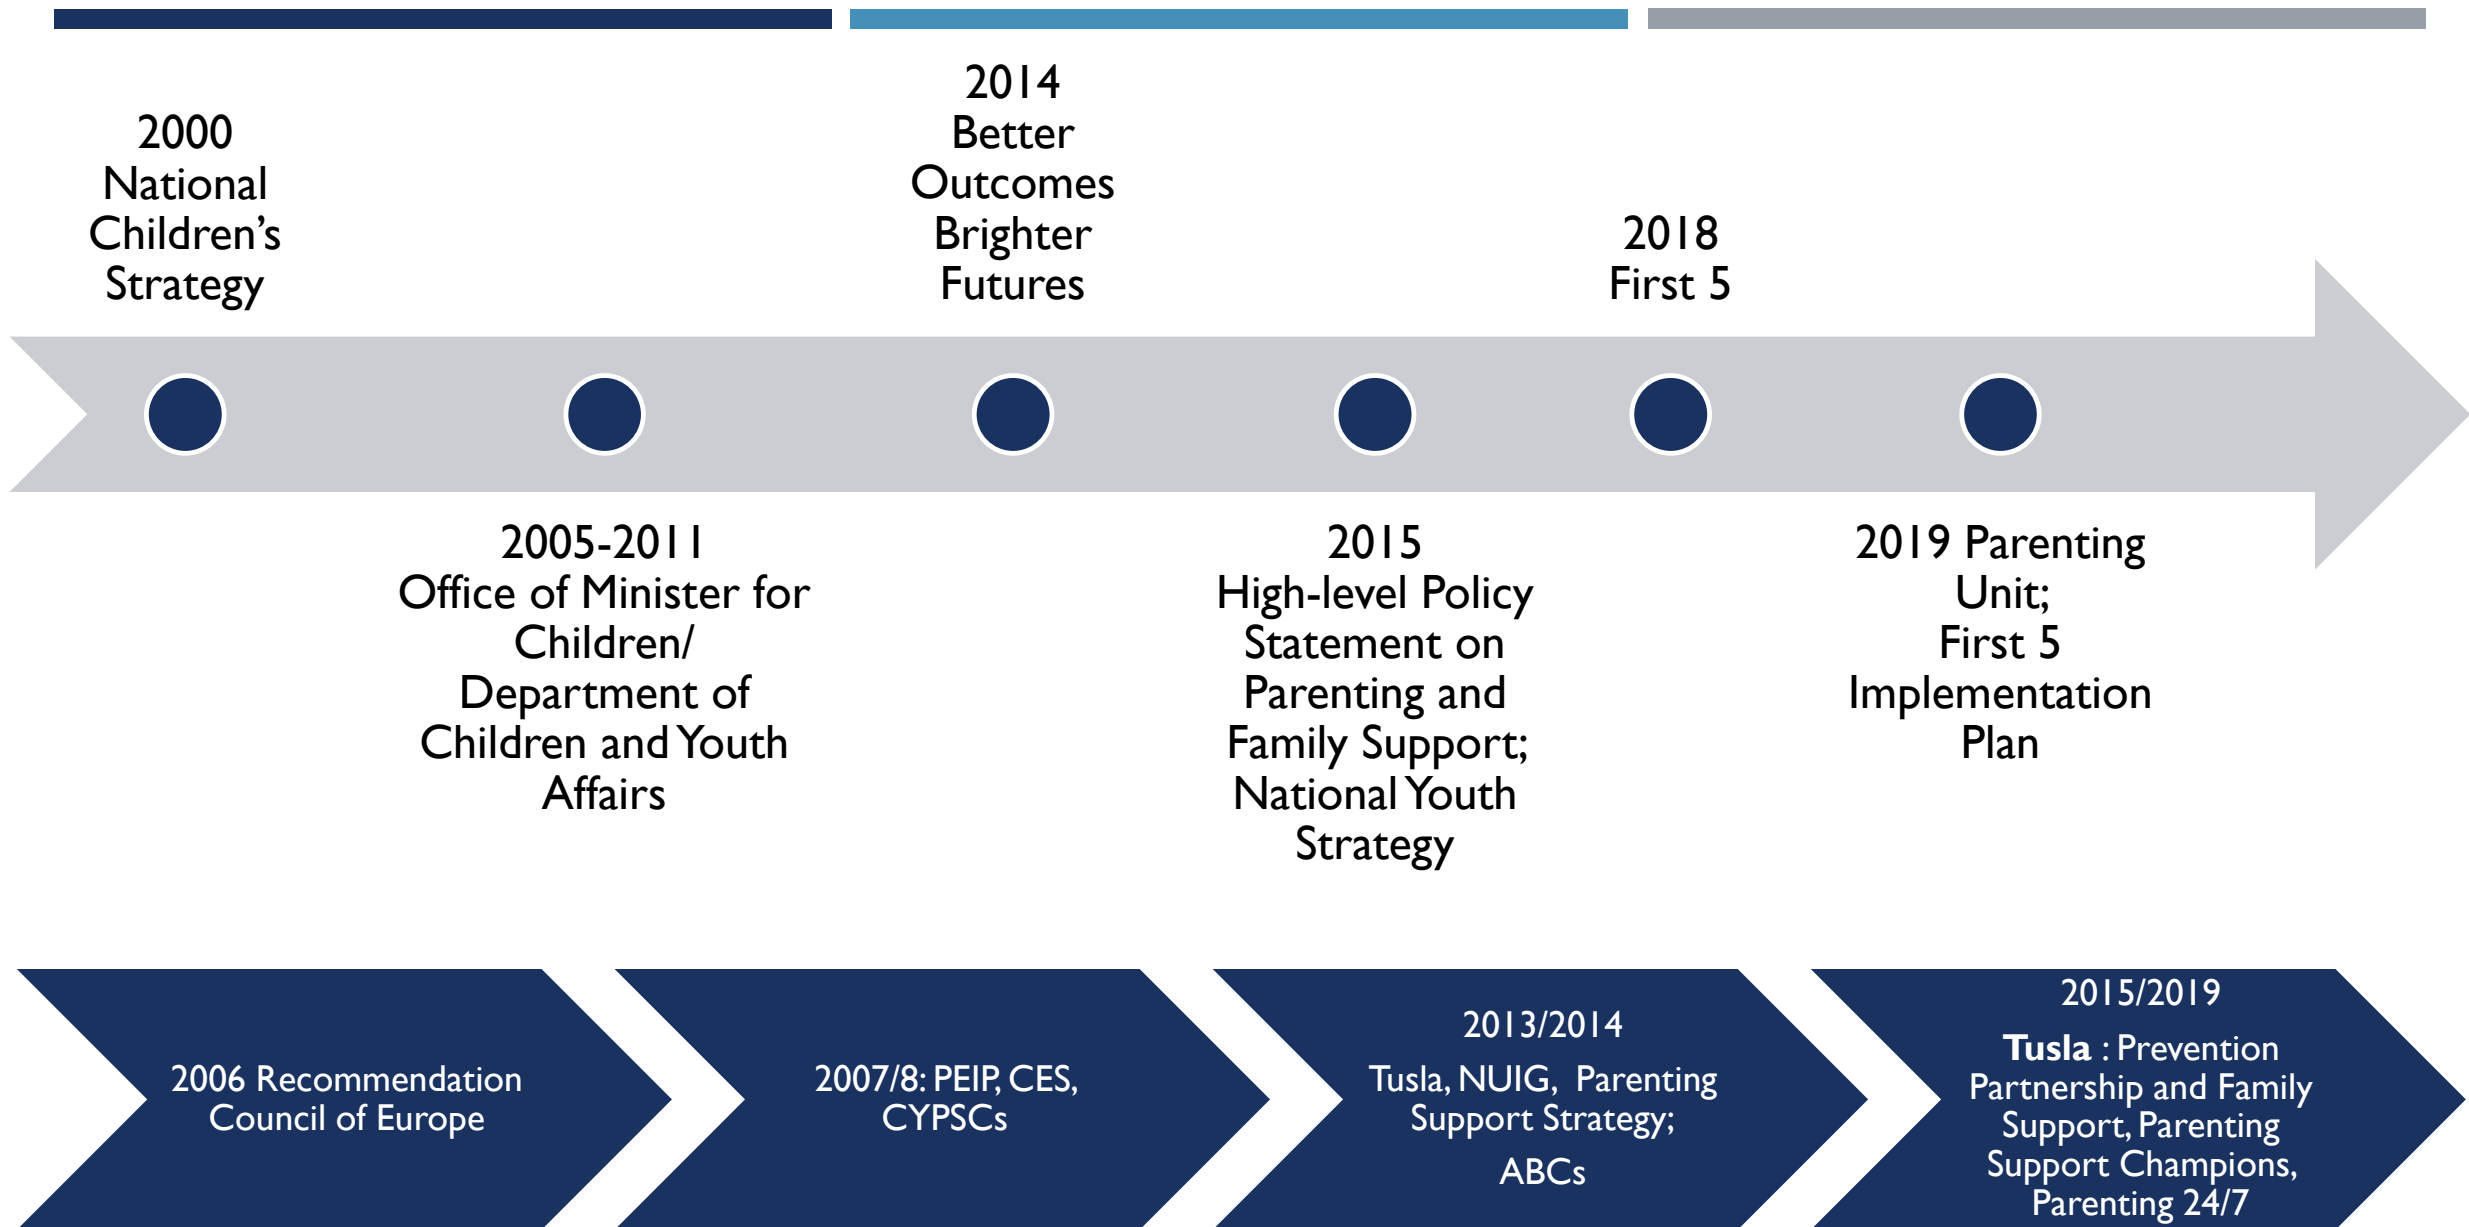 2000
National
Children’s
Strategy
2014
Better
Outcomes
Brighter
Futures
2018
First 5
2005-2011
Office of Minister for
Children/
Department of
Children and Youth
Affairs
2015
High-level Policy
Statement on
Parenting and
Family Support;
National Youth
Strategy
2019 Parenting
Unit;
First 5
Implementation
Plan
2006 Recommendation
Council of Europe
2007/8: PEIP, CES,
CYPSCs
2013/2014
Tusla, NUIG, Parenting
Support Strategy;
ABCs
2015/2019
Tusla : Prevention
Partnership and Family
Support, Parenting
Support Champions,
Parenting 24/7